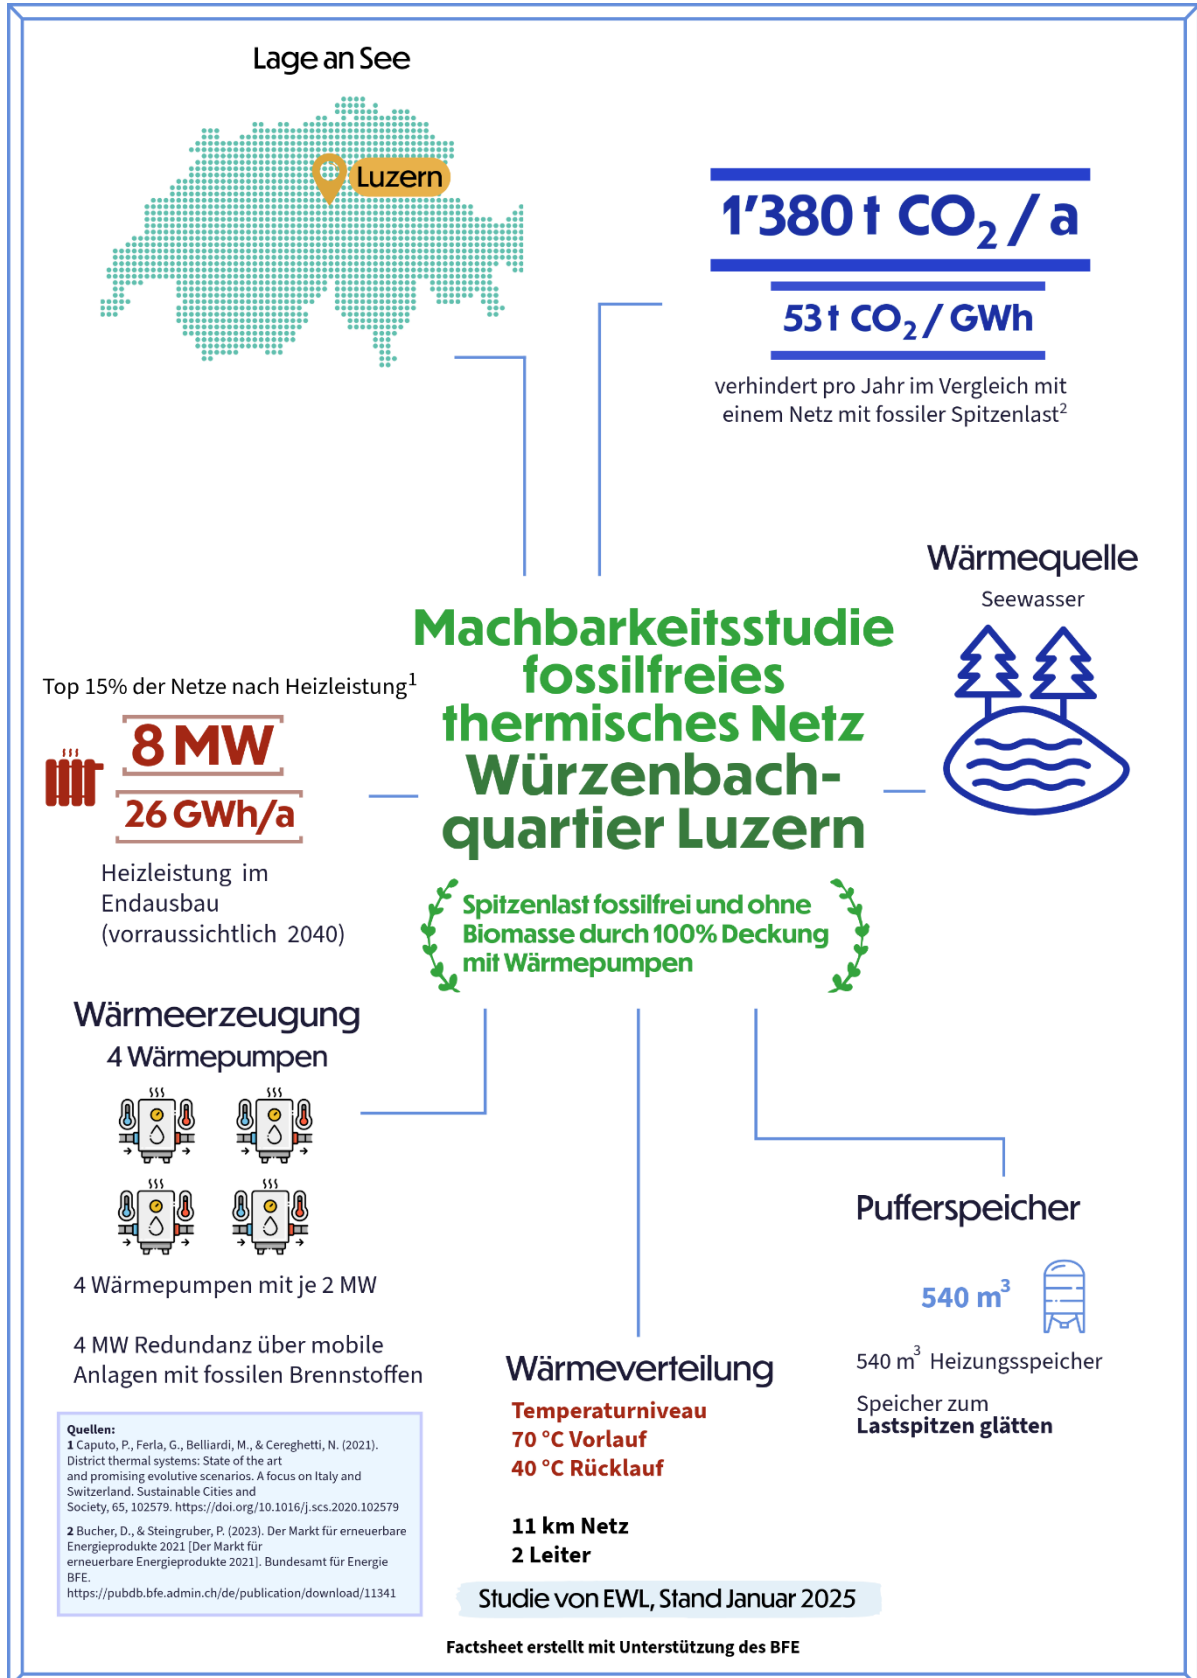 Lage an See
Luzern
1’380 t CO₂ / a
53 t CO₂ / GWh
verhindert pro Jahr im Vergleich mit
einem Netz mit fossiler Spitzenlast²
Wärmequelle
Seewasser
Machbarkeitsstudie
fossilfreies
thermisches Netz
Würzenbach-
quartier Luzern
Spitzenlast fossilfrei und ohne
Biomasse durch 100% Deckung
mit Wärmepumpen
Top 15% der Netze nach Heizleistung¹
8 MW
26 GWh/a
Heizleistung im
Endausbau
(vorraussichtlich 2040)
Wärmeerzeugung
4 Wärmepumpen
4 Wärmepumpen mit je 2 MW
4 MW Redundanz über mobile
Anlagen mit fossilen Brennstoffen
Wärmeverteilung
Temperaturniveau
70 °C Vorlauf
40 °C Rücklauf
11 km Netz
2 Leiter
Pufferspeicher
540 m³
540 m³ Heizungsspeicher
Speicher zum
Lastspitzen glätten
Quellen:
1 Caputo, P., Ferla, G., Belliardi, M., & Cereghetti, N. (2021).
District thermal systems: State of the art
and promising evolutive scenarios. A focus on Italy and
Switzerland. Sustainable Cities and
Society, 65, 102579. https://doi.org/10.1016/j.scs.2020.102579
2 Bucher, D., & Steingruber, P. (2023). Der Markt für erneuerbare
Energieprodukte 2021 [Der Markt für
erneuerbare Energieprodukte 2021]. Bundesamt für Energie
BFE.
https://pubdb.bfe.admin.ch/de/publication/download/11341
Studie von EWL, Stand Januar 2025
Factsheet erstellt mit Unterstützung des BFE